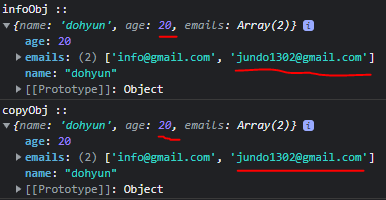 infoObj ::
▼{name: 'dohyun', age: 20, emails: Array(2)} i
age: 20
▶ emails: (2) ['info@gmail.com', 'jundo1302@gmail.com']
name: "dohyun"
▶ [[Prototype]]: Object
copyObj ::
▼{name: 'dohyun', age: 20, emails: Array(2)} i
age: 20
▶ emails: (2) ['info@gmail.com', 'jundo1302@gmail.com']
name: "dohyun"
▶ [[Prototype]]: Object